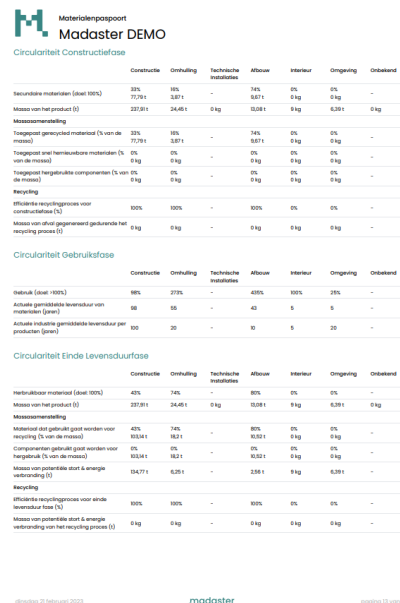 Materialenpaspoort
Madaster DEMO
Circulariteit Constructiefase
Constructie Omhulling Technische Installaties Afbouw Interieur Omgeving Onbekend
Secundaire materialen (doel: 100%) 33% 77,79 t 16% 3,87 t - 74% 9,67 t 0% 0 kg 0% 0 kg -
Massa van het product (t) 237,91 t 24,45 t 0 kg 13,08 t 9 kg 6,39 t 0 kg
Massasamenstelling
Toegepast gerecycled materiaal (% van de massa) 33% 77,79 t 16% 3,87 t - 74% 9,67 t 0% 0 kg 0% 0 kg -
Toegepast snel hernieuwbare materialen (% van de massa) 0% 0 kg 0% 0 kg - 0% 0 kg 0% 0 kg 0% 0 kg -
Toegepast hergebruikte componenten (% van de massa) 0% 0 kg 0% 0 kg - 0% 0 kg 0% 0 kg 0% 0 kg -
Recycling
Efficiëntie recyclingproces voor constructiefase (%) 100% 100% - 100% 0% 0% -
Massa van afval gegenereerd gedurende het recycling proces (t) 0 kg 0 kg - 0 kg 0 kg 0 kg -
Circulariteit Gebruiksfase
Constructie Omhulling Technische Installaties Afbouw Interieur Omgeving Onbekend
Gebruik (doel: >100%) 98% 273% - 435% 100% 25% -
Actuele gemiddelde levensduur van materialen (jaren) 98 55 - 43 5 5 -
Actuele industrie gemiddelde levensduur per producten (jaren) 100 20 - 10 5 20 -
Circulariteit Einde Levensduurfase
Constructie Omhulling Technische Installaties Afbouw Interieur Omgeving Onbekend
Herbruikbaar materiaal (doel: 100%) 43% 74% - 80% 0% 0% -
Massa van het product (t) 237,91 t 24,45 t 0 kg 13,08 t 9 kg 6,39 t 0 kg
Massasamenstelling
Materiaal dat gebruikt gaat worden voor recycling (% van de massa) 43% 103,14 t 74% 18,2 t - 80% 10,52 t 0% 0 kg 0% 0 kg -
Componenten gebruikt gaat worden voor hergebruik (% van de massa) 0% 103,14 t 0% 18,2 t - 0% 10,52 t 0% 0 kg 0% 0 kg -
Massa van potentiële stort & energie verbranding (t) 134,77 t 6,25 t - 2,56 t 9 kg 6,39 t -
Recycling
Efficiëntie recyclingproces voor einde levensduur fase (%) 100% 100% - 100% 0% 0% -
Massa van potentiële stort & energie verbranding van het recycling proces (t) 0 kg 0 kg - 0 kg 0 kg 0 kg -
dinsdag 21 februari 2023 madaster pagina 13 van